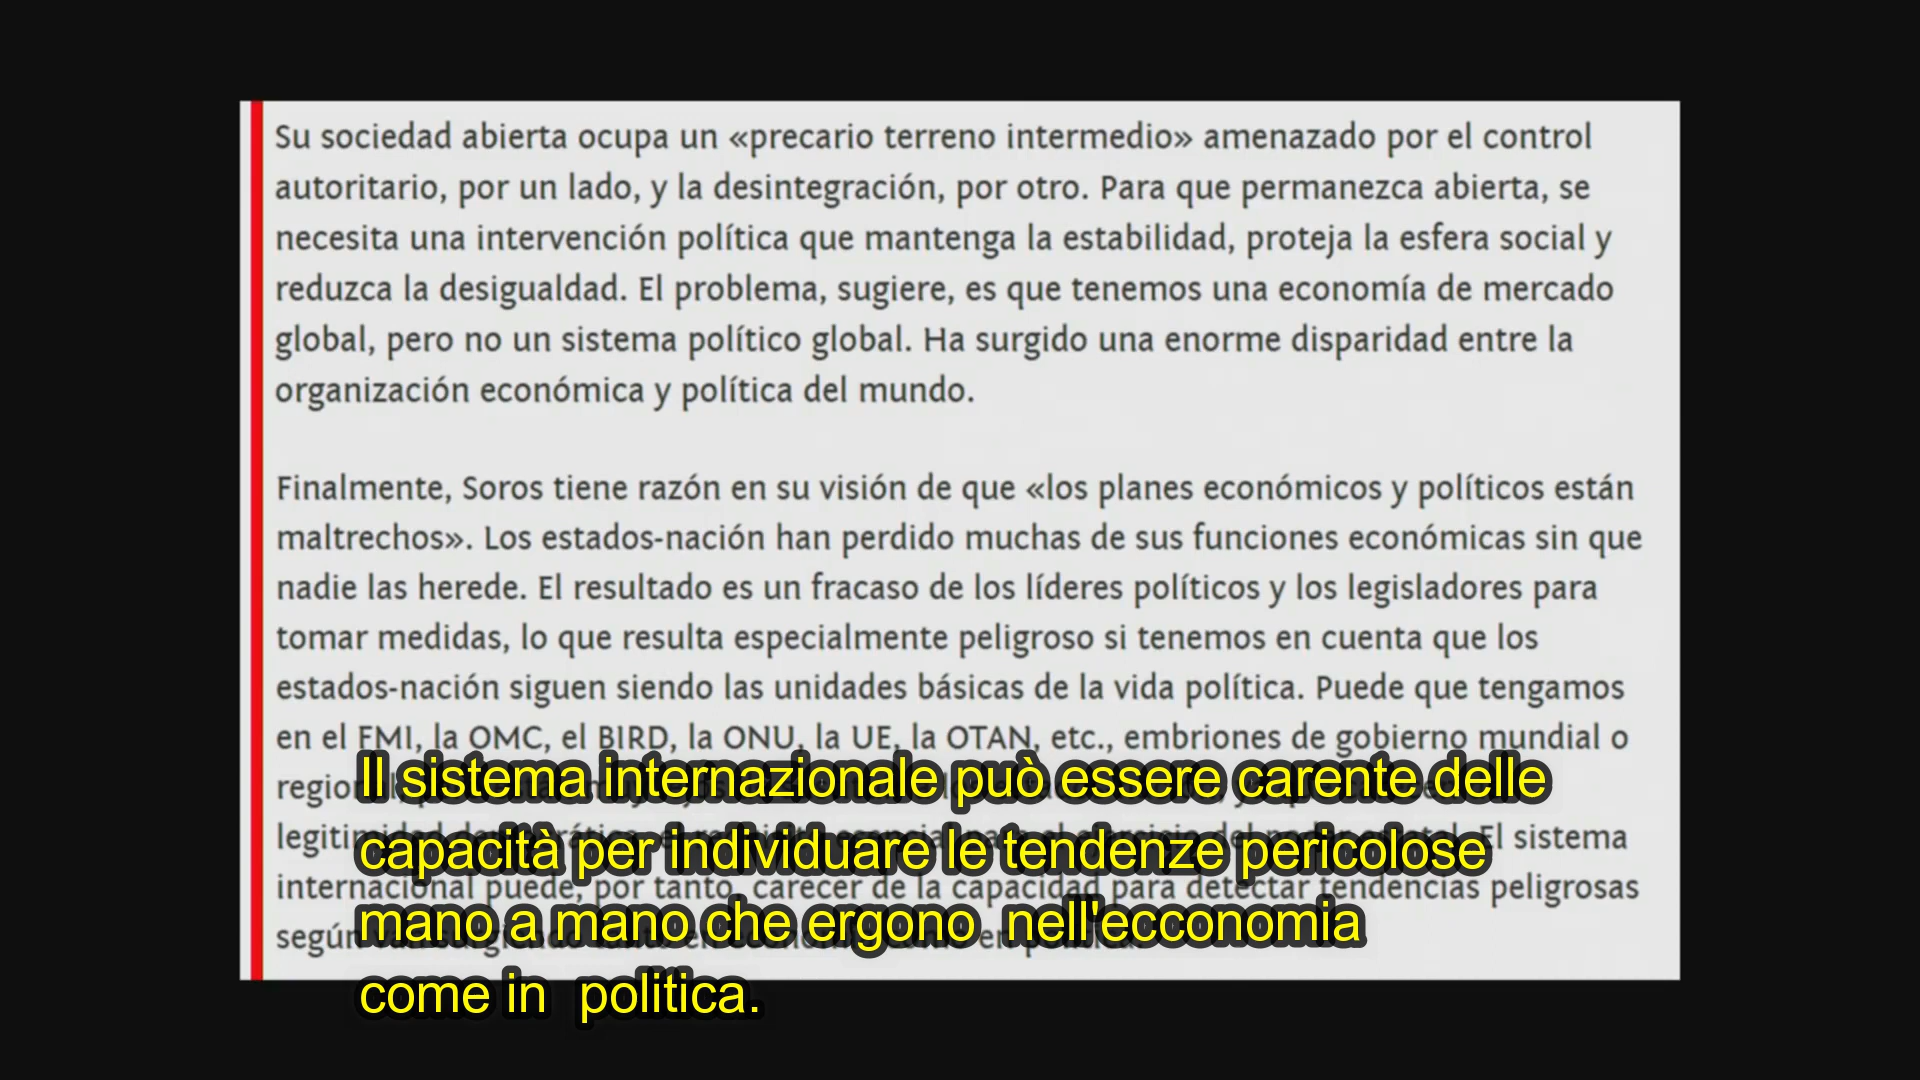 Su sociedad abierta ocupa un «precario terreno intermedio» amenazado por el control
autoritario, por un lado, y la desintegración, por otro. Para que permanezca abierta, se
necesita una intervención política que mantenga la estabilidad, proteja la esfera social y
reduzca la desigualdad. El problema, sugiere, es que tenemos una economía de mercado
global, pero no un sistema político global. Ha surgido una enorme disparidad entre la
organización económica y política del mundo.
Finalmente, Soros tiene razón en su visión de que «los planes económicos y políticos están
maltrechos». Los estados-nación han perdido muchas de sus funciones económicas sin que
nadie las herede. El resultado es un fracaso de los líderes políticos y los legisladores para
tomar medidas, lo que resulta especialmente peligroso si tenemos en cuenta que los
estados-nación siguen siendo las unidades básicas de la vida política. Puede que tengamos
en el FMI, la OMC, el BIRD, la ONU, la UE, la OTAN, etc., embriones de gobierno mundial o
El sistema
internacional puede, por tanto, carecer de la capacidad para detectar tendencias peligrosas
según
Il sistema internazionale può essere carente delle
capacità per individuare le tendenze pericolose
mano a mano che ergono nell'ecconomia
come in politica.